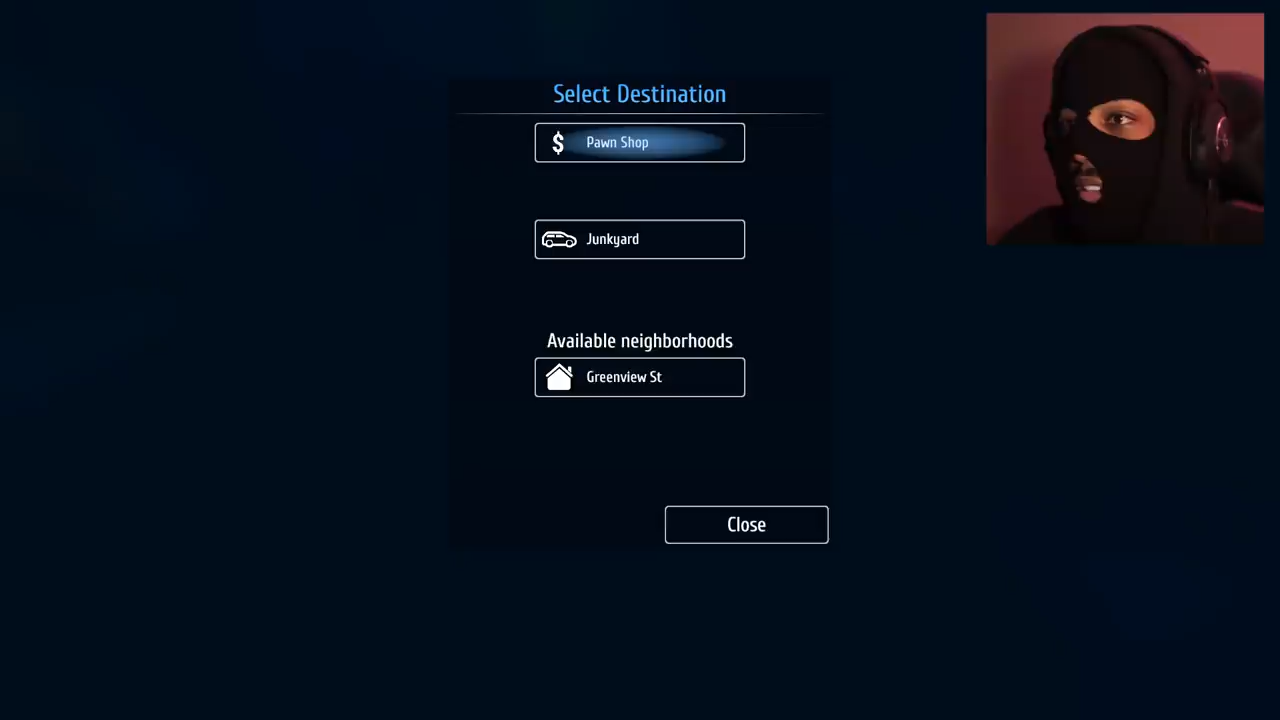 Select Destination
$ Pawn Shop
Junkyard
Available neighborhoods
Greenview St
Close